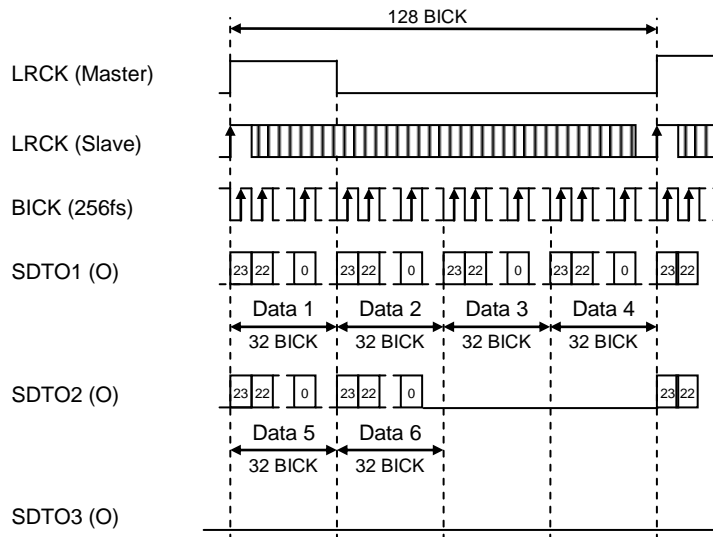 128 BICK
LRCK (Master)
LRCK (Slave)
BICK (256fs)
SDTO1 (O)
23 22 0 23 22 0 23 22 0 23 22 0 23 22
Data 1 Data 2 Data 3 Data 4
32 BICK 32 BICK 32 BICK 32 BICK
SDTO2 (O)
23 22 0 23 22 0 23 22
Data 5 Data 6
32 BICK 32 BICK
SDTO3 (O)